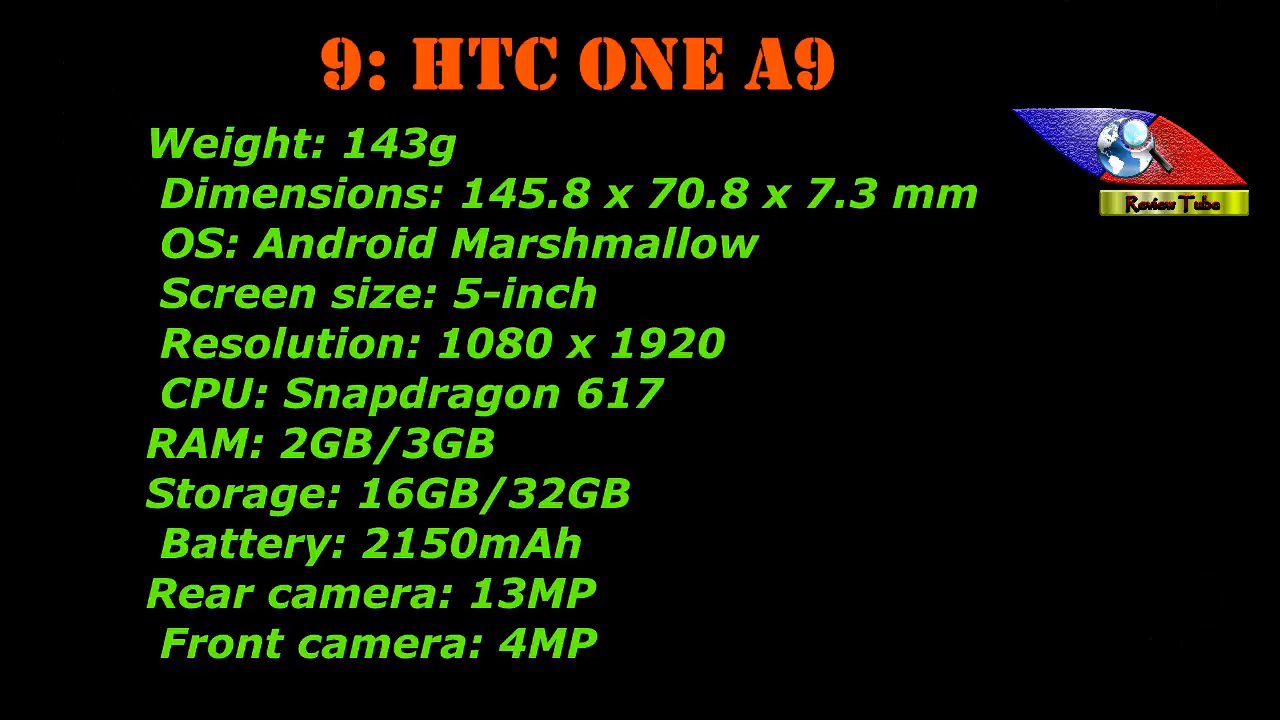 9: HTC ONE A9
Weight: 143g
Dimensions: 145.8 x 70.8 x 7.3 mm
OS: Android Marshmallow
Screen size: 5-inch
Resolution: 1080 x 1920
CPU: Snapdragon 617
RAM: 2GB/3GB
Storage: 16GB/32GB
Battery: 2150mAh
Rear camera: 13MP
Front camera: 4MP
Review Tube